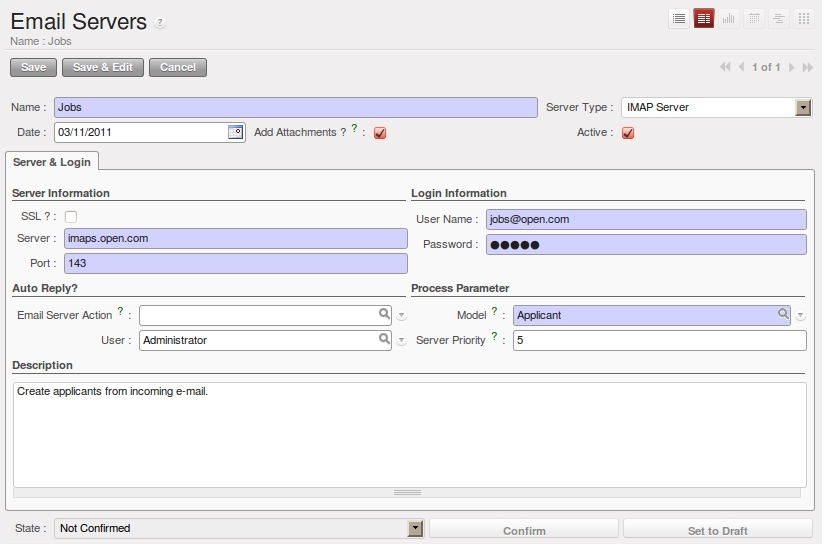 Email Servers ?
Name : Jobs
Save Save & Edit Cancel 1 of 1
Name : Jobs Server Type : IMAP Server
Date : 03/11/2011 Add Attachments ? ? : Active :
Server & Login
Server Information Login Information
SSL ? : User Name : jobs@open.com
Server : imaps.open.com Password : ●●●●●
Port : 143
Auto Reply? Process Parameter
Email Server Action ? : Model ? : Applicant
User : Administrator Server Priority ? : 5
Description
Create applicants from incoming e-mail.
State : Not Confirmed Confirm Set to Draft